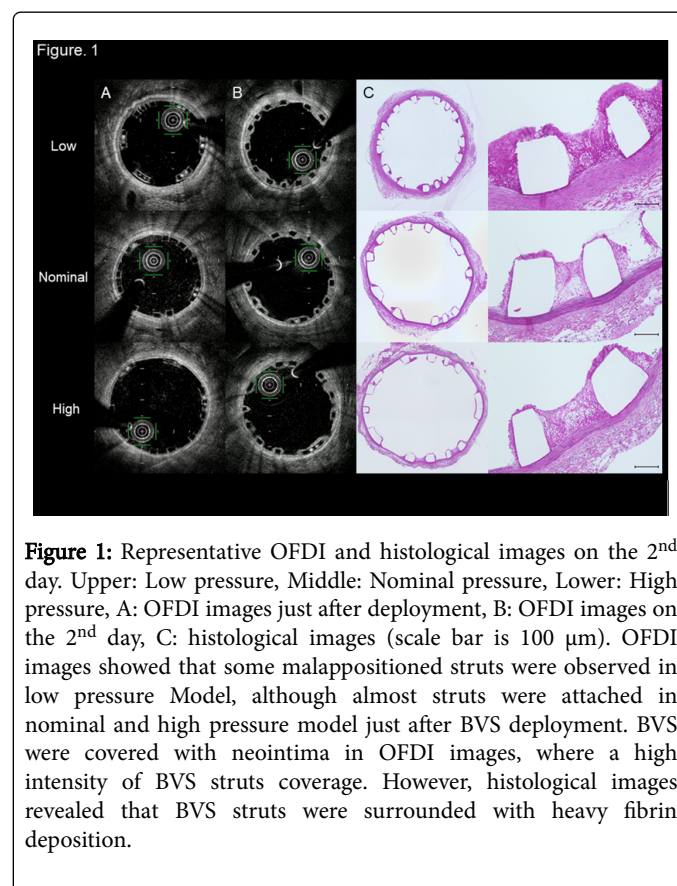 Figure. 1
A B C
Low
Nominal
High
Figure 1: Representative OFDI and histological images on the 2nd
day. Upper: Low pressure, Middle: Nominal pressure, Lower: High
pressure, A: OFDI images just after deployment, B: OFDI images on
the 2nd day, C: histological images (scale bar is 100 μm). OFDI
images showed that some malappositioned struts were observed in
low pressure Model, although almost struts were attached in
nominal and high pressure model just after BVS deployment. BVS
were covered with neointima in OFDI images, where a high
intensity of BVS struts coverage. However, histological images
revealed that BVS struts were surrounded with heavy fibrin
deposition.